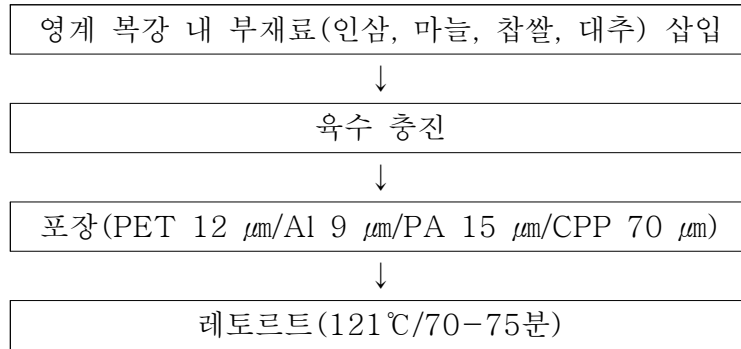 영계 복강 내 부재료(인삼, 마늘, 찹쌀, 대추) 삽입
↓
육수 충진
↓
포장(PET 12 ㎛/Al 9 ㎛/PA 15 ㎛/CPP 70 ㎛)
↓
레토르트(121℃/70-75분)